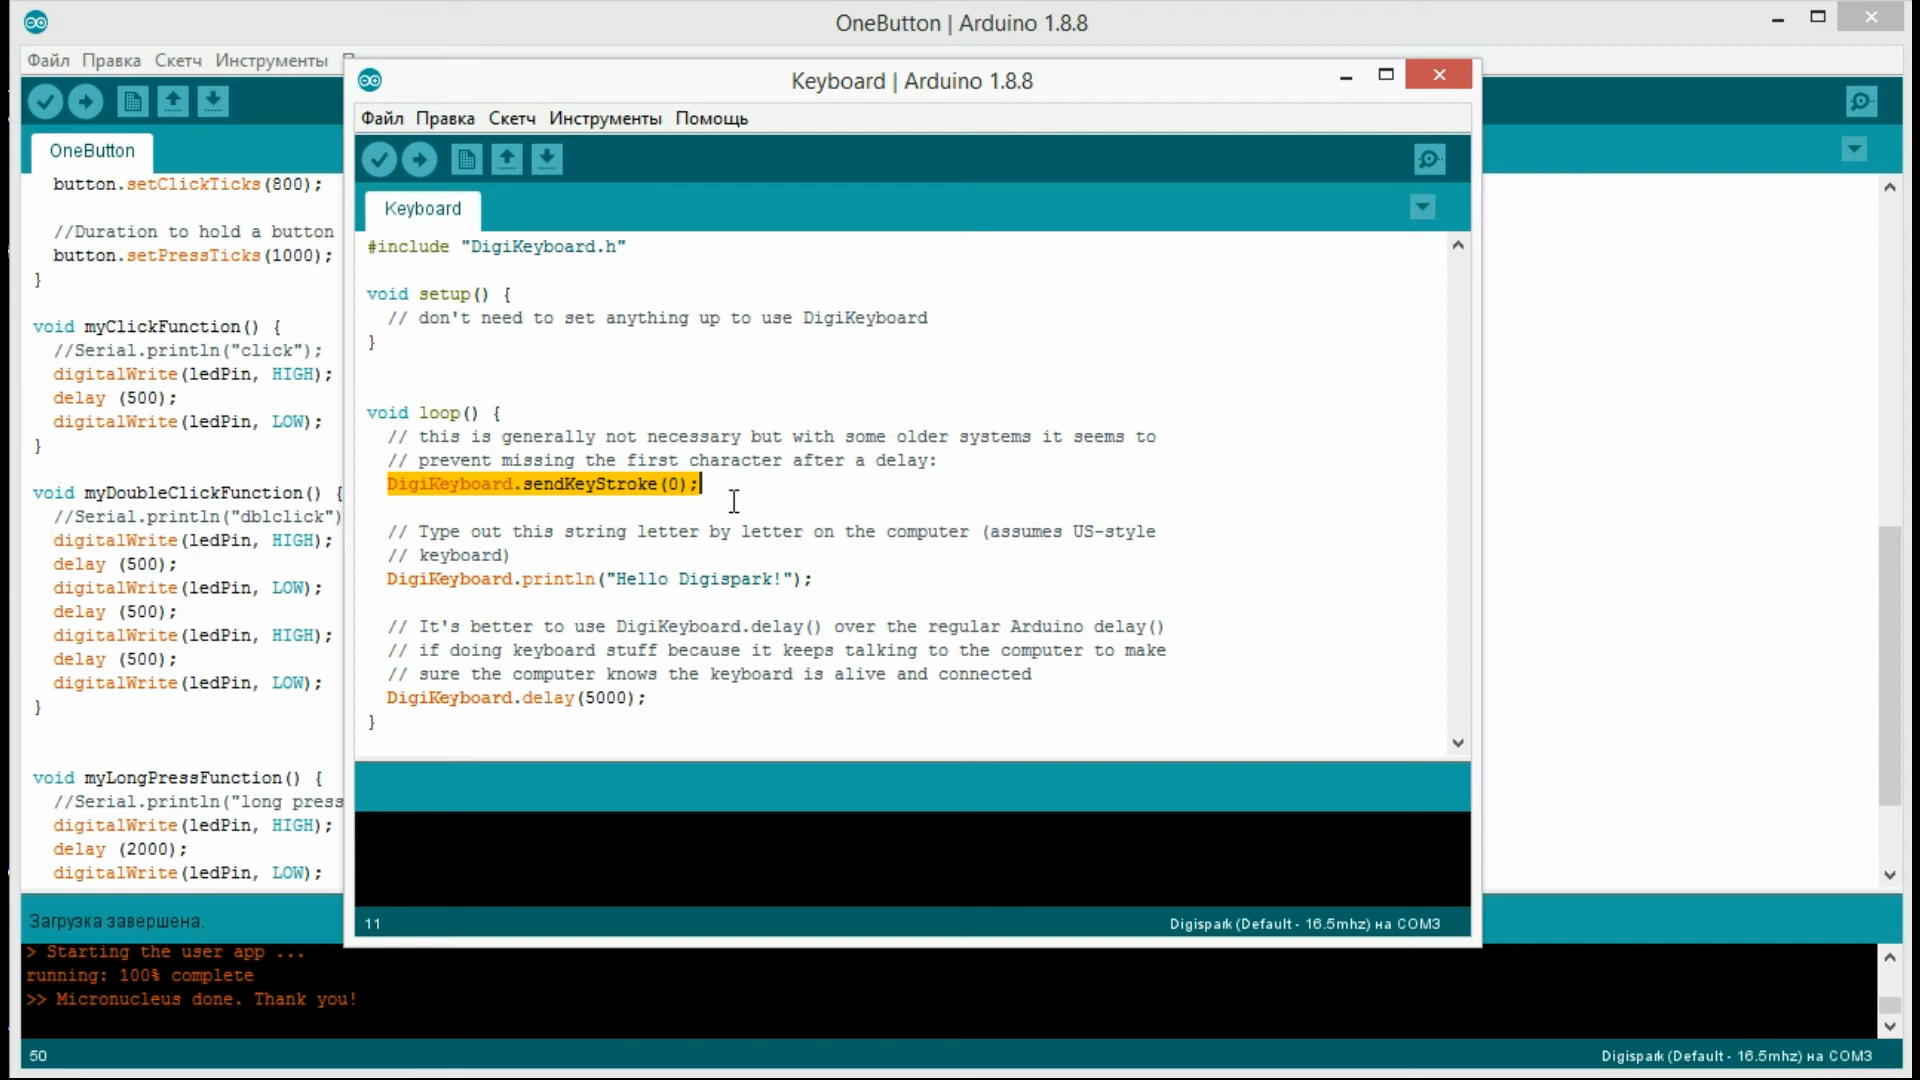 OneButton | Arduino 1.8.8
Файл Правка Скетч Инструменты
OneButton
button.setClickTicks(800);
//Duration to hold a button
button.setPressTicks(1000);
}
void myClickFunction() {
//Serial.println("click");
digitalWrite(ledPin, HIGH);
delay (500);
digitalWrite(ledPin, LOW);
}
void myDoubleClickFunction() {
//Serial.println("dblclick")
digitalWrite(ledPin, HIGH);
delay (500);
digitalWrite(ledPin, LOW);
delay (500);
digitalWrite(ledPin, HIGH);
delay (500);
digitalWrite(ledPin, LOW);
}
void myLongPressFunction() {
//Serial.println("long press
digitalWrite(ledPin, HIGH);
delay (2000);
digitalWrite(ledPin, LOW);
Загрузка завершена.
> Starting the user app ...
running: 100% complete
>> Micronucleus done. Thank you!
50
Digispark (Default - 16.5mhz) на COM3
Keyboard | Arduino 1.8.8
Файл Правка Скетч Инструменты Помощь
Keyboard
#include "DigiKeyboard.h"
void setup() {
// don't need to set anything up to use DigiKeyboard
}
void loop() {
// this is generally not necessary but with some older systems it seems to
// prevent missing the first character after a delay:
DigiKeyboard.sendKeyStroke(0);
// Type out this string letter by letter on the computer (assumes US-style
// keyboard)
DigiKeyboard.println("Hello Digispark!");
// It's better to use DigiKeyboard.delay() over the regular Arduino delay()
// if doing keyboard stuff because it keeps talking to the computer to make
// sure the computer knows the keyboard is alive and connected
DigiKeyboard.delay(5000);
}
11
Digispark (Default - 16.5mhz) на COM3